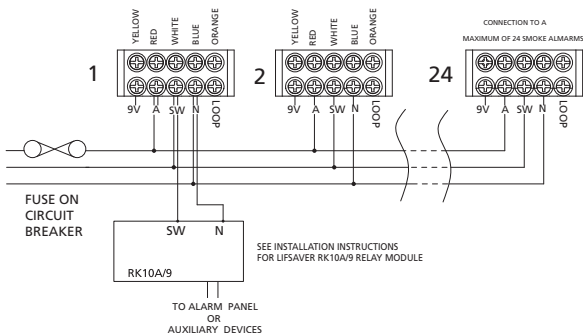 YELLOW
RED
WHITE
BLUE
ORANGE
YELLOW
RED
WHITE
BLUE
ORANGE
CONNECTION TO A
MAXIMUM OF 24 SMOKE ALMARMS
1
2
24
9V A SW N LOOP
9V A SW N LOOP
9V A SW N LOOP
FUSE ON
CIRCUIT
BREAKER
SW N
RK10A/9
SEE INSTALLATION INSTRUCTIONS
FOR LIFSAVER RK10A/9 RELAY MODULE
TO ALARM PANEL
OR
AUXILIARY DEVICES